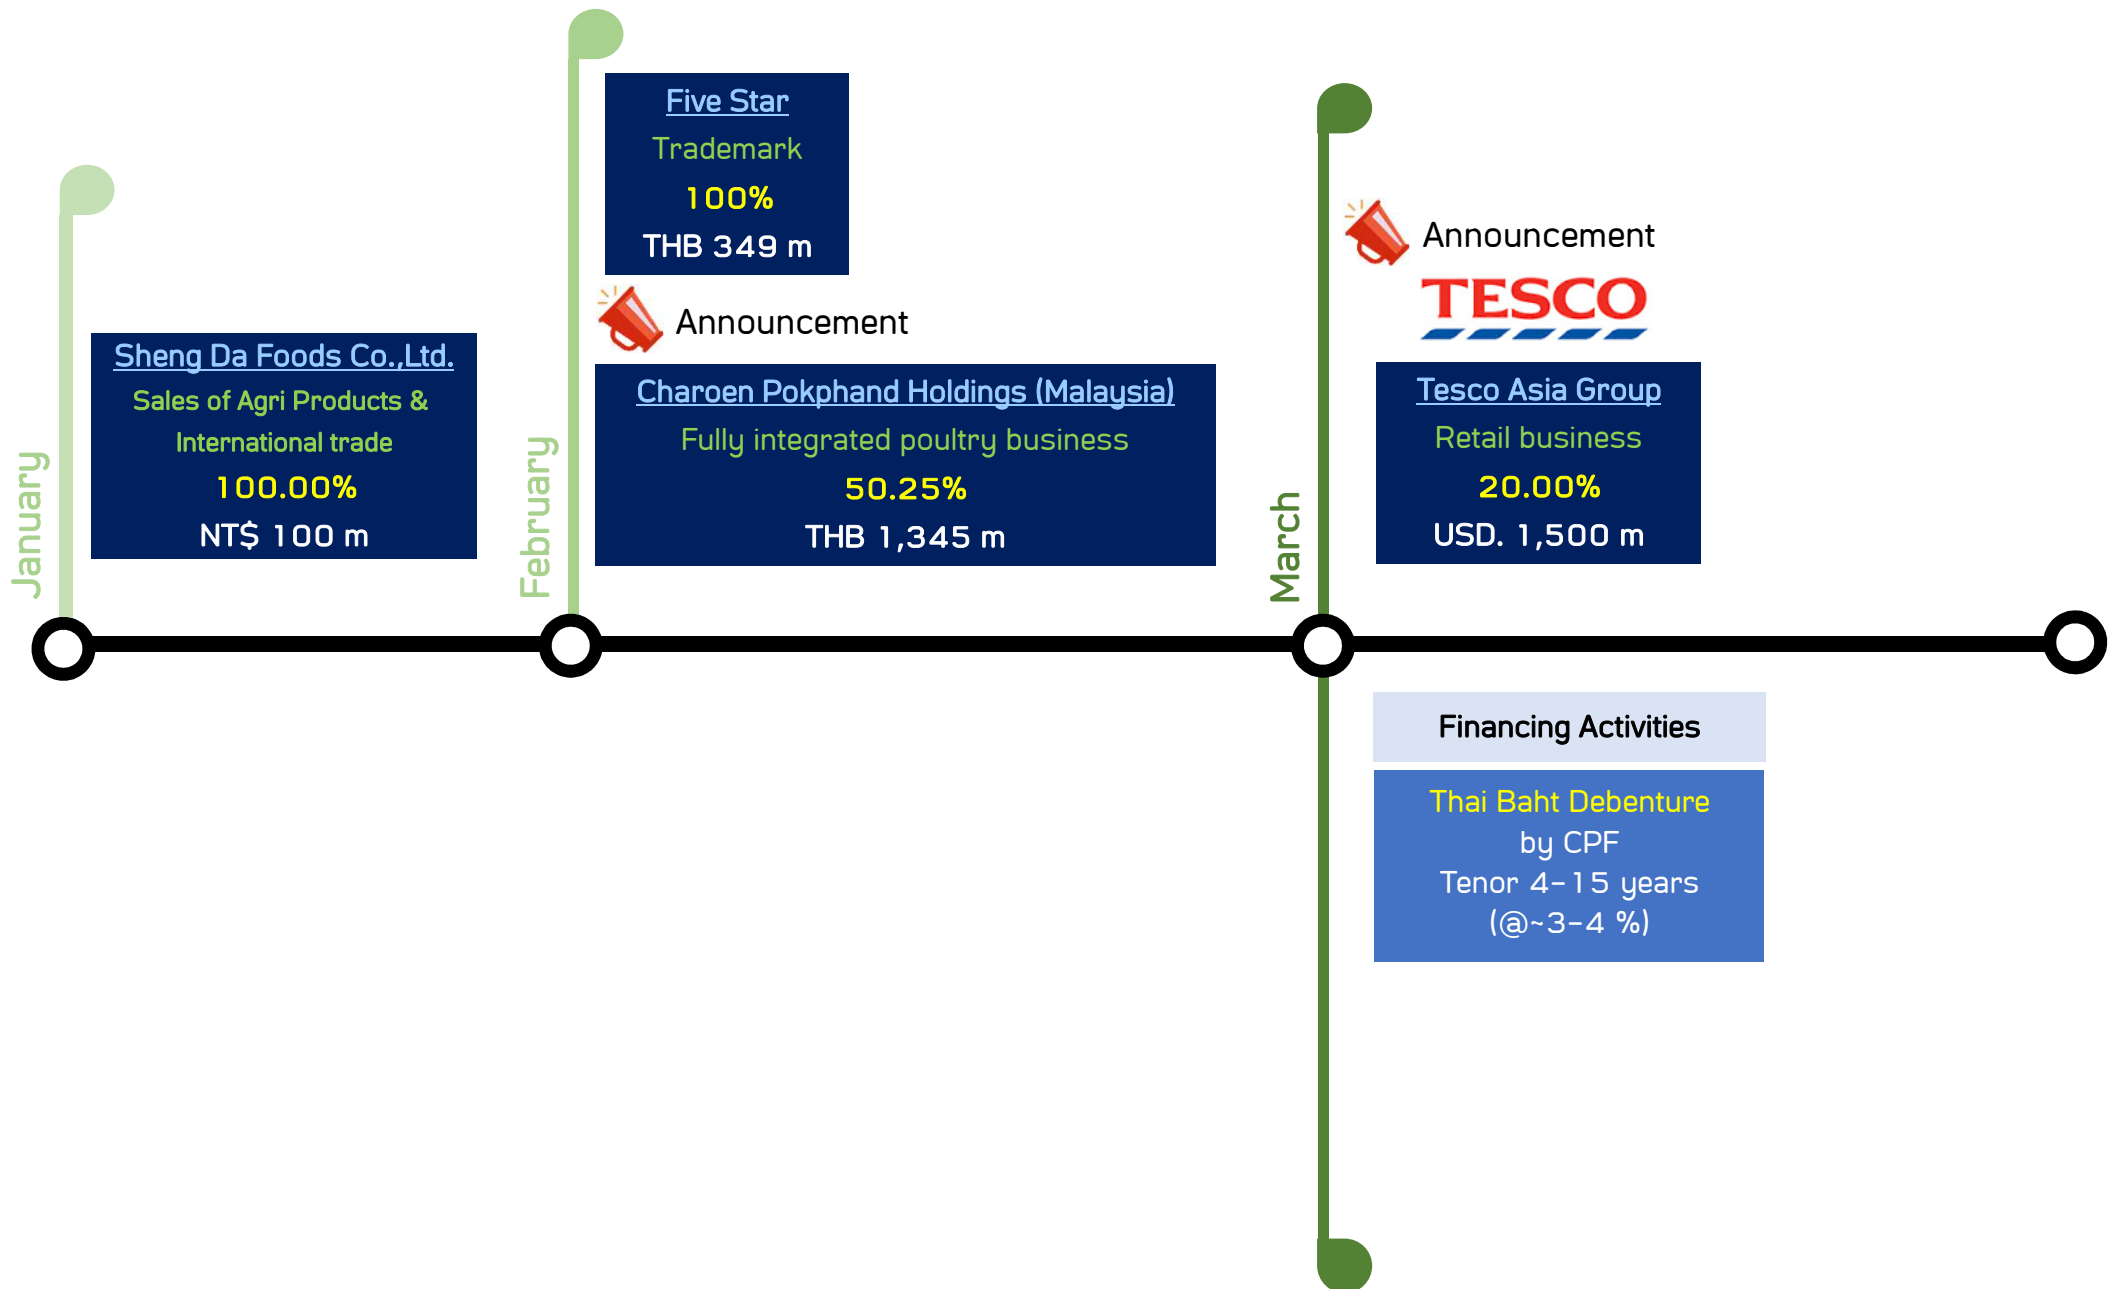 January
Sheng Da Foods Co.,Ltd.
Sales of Agri Products &
International trade
100.00%
NT$ 100 m
February
Five Star
Trademark
100%
THB 349 m
Announcement
Charoen Pokphand Holdings (Malaysia)
Fully integrated poultry business
50.25%
THB 1,345 m
March
Announcement
TESCO
Tesco Asia Group
Retail business
20.00%
USD. 1,500 m
Financing Activities
Thai Baht Debenture
by CPF
Tenor 4-15 years
(@~3-4 %)